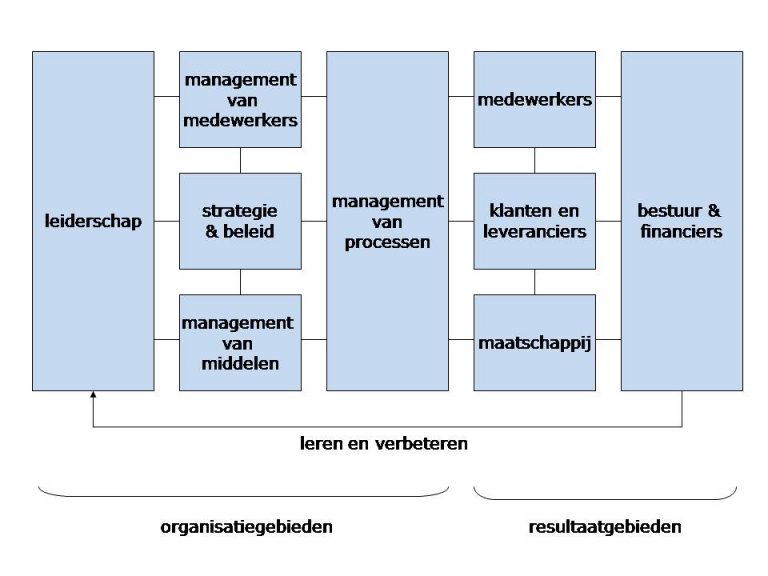 leiderschap
management
van
medewerkers
strategie
& beleid
management
van
middelen
management
van
processen
medewerkers
klanten en
leveranciers
maatschappij
bestuur &
financiers
leren en verbeteren
organisatiegebieden
resultaatgebieden